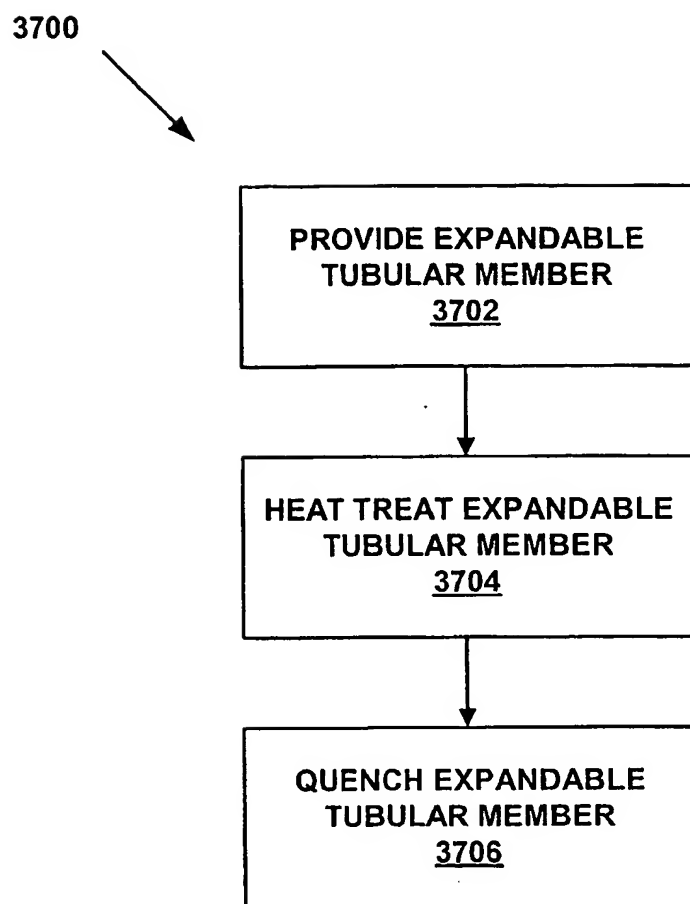 3700
PROVIDE EXPANDABLE
TUBULAR MEMBER
3702
HEAT TREAT EXPANDABLE
TUBULAR MEMBER
3704
QUENCH EXPANDABLE
TUBULAR MEMBER
3706